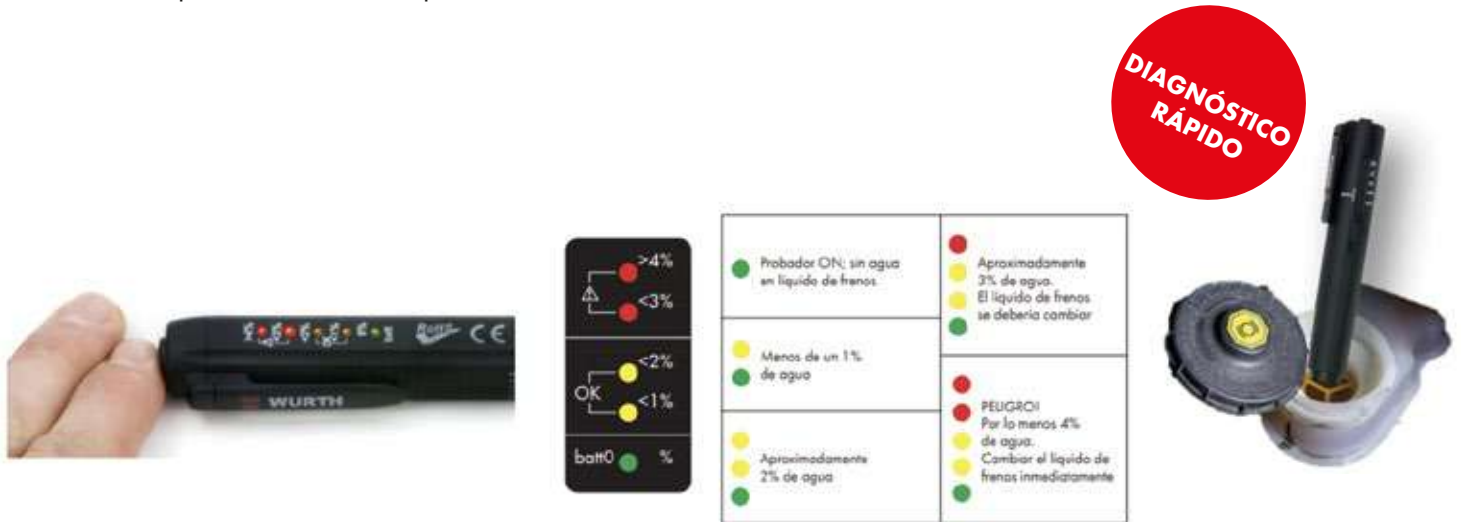 DIAGNÓSTICO
RÁPIDO
RoHS
CE
WURTH
>4%
<3%
<2%
OK
<1%
batt0 %
Probador ON; sin agua
en líquido de frenos
Menos de un 1%
de agua
Aproximadamente
2% de agua
Aproximadamente
3% de agua.
El líquido de frenos
se debería cambiar
PELIGRO!
Por lo menos 4%
de agua.
Cambiar el líquido de
frenos inmediatamente